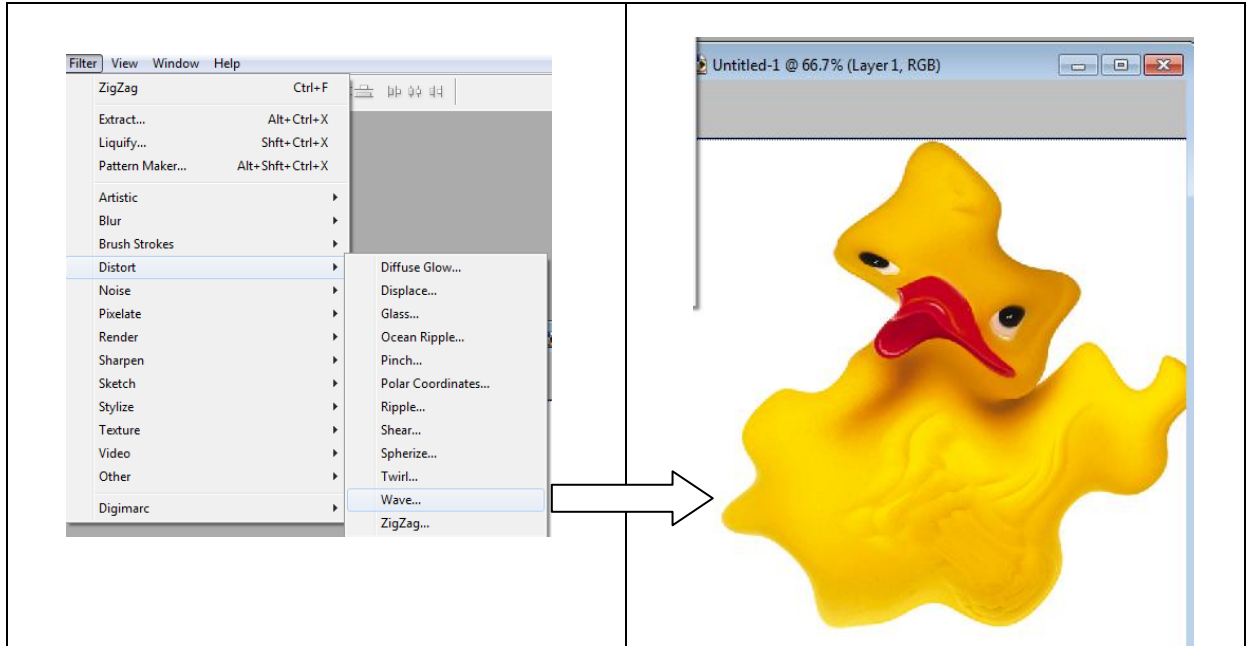 Filter View Window Help
ZigZag Ctrl+F
Extract... Alt+Ctrl+X
Liquify... Shft+Ctrl+X
Pattern Maker... Alt+Shft+Ctrl+X
Artistic
Blur
Brush Strokes
Distort
Noise
Pixelate
Render
Sharpen
Sketch
Stylize
Texture
Video
Other
Digimarc
Diffuse Glow...
Displace...
Glass...
Ocean Ripple...
Pinch...
Polar Coordinates...
Ripple...
Shear...
Spherize...
Twirl...
Wave...
ZigZag...
Untitled-1 @ 66.7% (Layer 1, RGB)